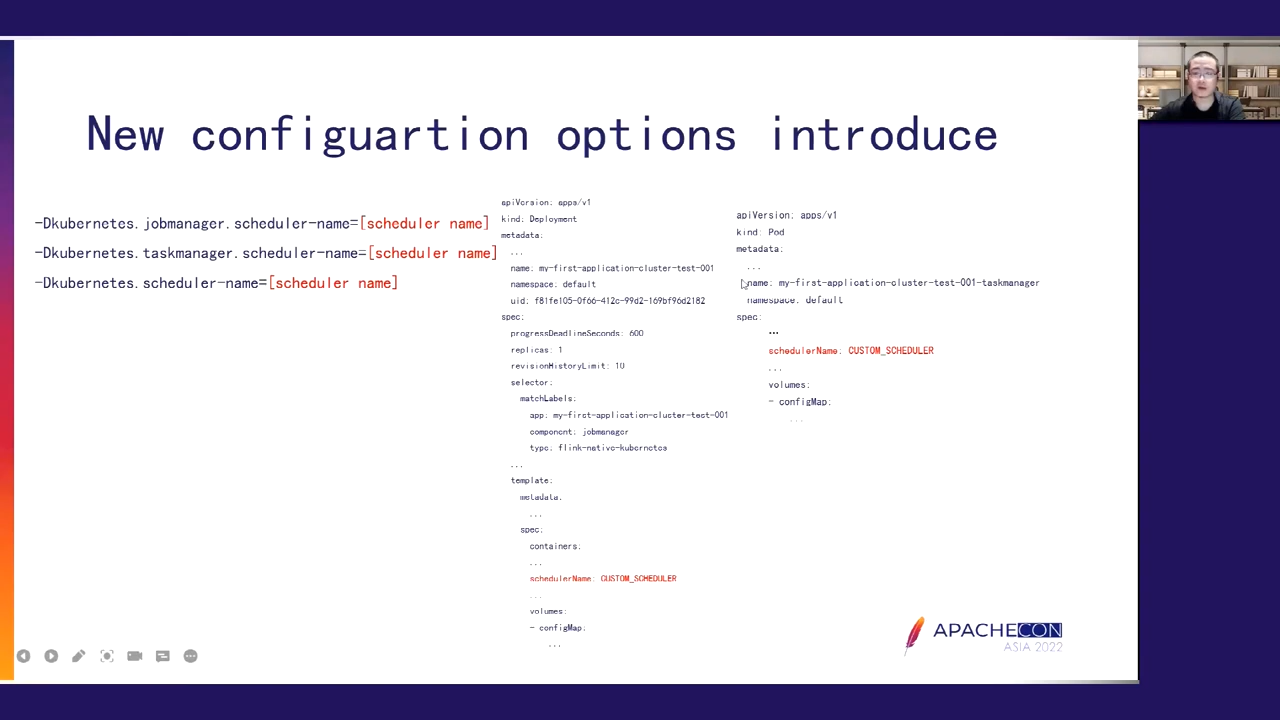 New configuartion options introduce
-Dkubernetes.jobmanager.scheduler-name=[scheduler name]
-Dkubernetes.taskmanager.scheduler-name=[scheduler name]
-Dkubernetes.scheduler-name=[scheduler name]
apiVersion: apps/v1
kind: Deployment
metadata:
...
name: my-first-application-cluster-test-001
namespace: default
uid: f81fe105-0f66-412c-99d2-169bf96d2182
spec:
progressDeadlineSeconds: 600
replicas: 1
revisionHistoryLimit: 10
selector:
matchLabels:
app: my-first-application-cluster-test-001
component: jobmanager
type: flink-native-kubernetes
...
template:
metadata:
...
spec:
containers:
...
schedulerName: CUSTOM_SCHEDULER
...
volumes:
- configMap:
...
apiVersion: apps/v1
kind: Pod
metadata:
...
name: my-first-application-cluster-test-001-taskmanager
namespace: default
spec:
...
schedulerName: CUSTOM_SCHEDULER
...
volumes:
- configMap:
...
APACHECON
ASIA 2022